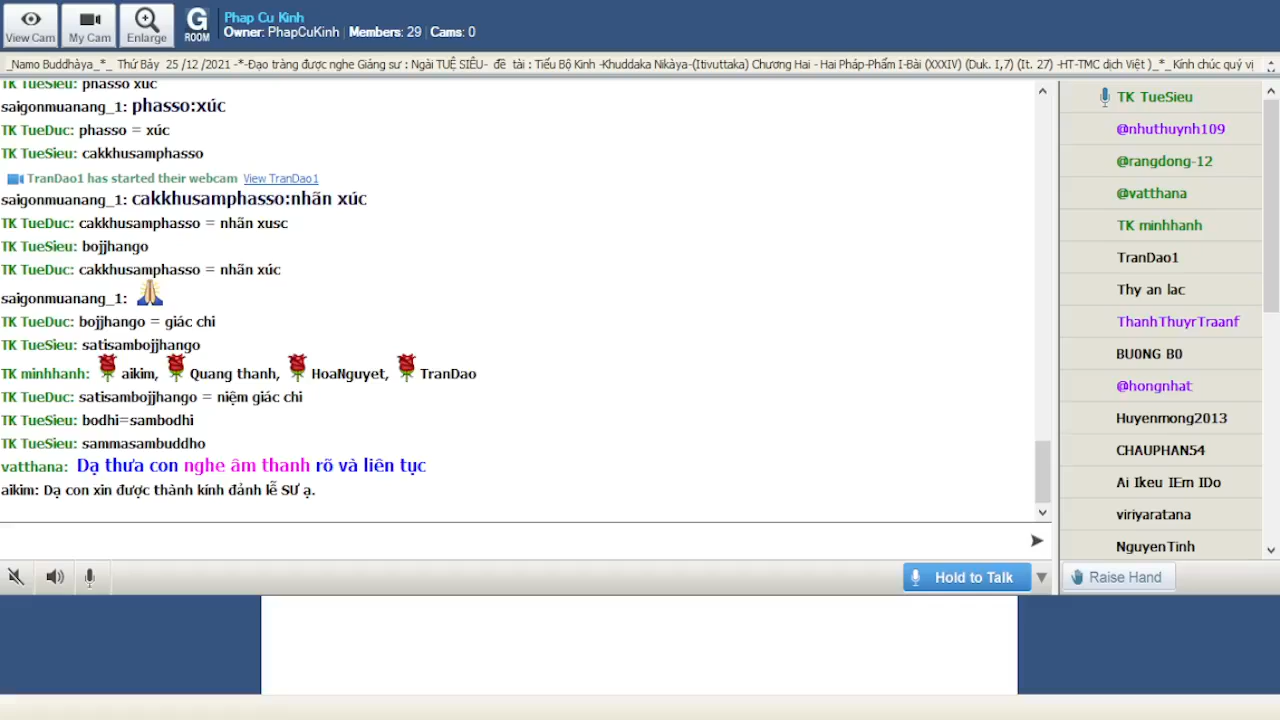 View Cam
My Cam
Enlarge
G
ROOM
Phap Cu Kinh
Owner: PhapCuKinh | Members: 29 | Cams: 0
_Namo Buddhàya_*_ Thứ Bảy 25 /12 /2021 -*-Đạo tràng được nghe Giảng sư : Ngài TUỆ SIÊU- đề tài : Tiểu Bộ Kinh -Khuddaka Nikàya-(Itivuttaka) Chương Hai - Hai Pháp-Phẩm I-Bài (XXXIV) (Duk. I,7) (It. 27) -HT-TMC dịch Việt )_*_Kính chúc quý vị
TK TueSieu: phasso xuc
saigonmuanang_1: phasso:xúc
TK TueDuc: phasso = xúc
TK TueSieu: cakkhusamphasso
TranDao1 has started their webcam View TranDao1
saigonmuanang_1: cakkhusamphasso:nhãn xúc
TK TueDuc: cakkhusamphasso = nhãn xusc
TK TueSieu: bojjhango
TK TueDuc: cakkhusamphasso = nhãn xúc
saigonmuanang_1:
TK TueDuc: bojjhango = giác chi
TK TueSieu: satisambojjhango
TK minhhanh: aikim, Quang thanh, HoaNguyet, TranDao
TK TueDuc: satisambojjhango = niệm giác chi
TK TueSieu: bodhi=sambodhi
TK TueSieu: sammasambuddho
vatthana: Dạ thưa con nghe âm thanh rõ và liên tục
aikim: Dạ con xin được thành kính đảnh lễ SƯ ạ.
Hold to Talk
TK TueSieu
@nhuthuynh109
@rangdong-12
@vatthana
TK minhhanh
TranDao1
Thy an lac
ThanhThuyrTraanf
BU0NG B0
@hongnhat
Huyenmong2013
CHAUPHAN54
Ai Ikeu IEm IDo
viriyaratana
NguyenTinh
Raise Hand